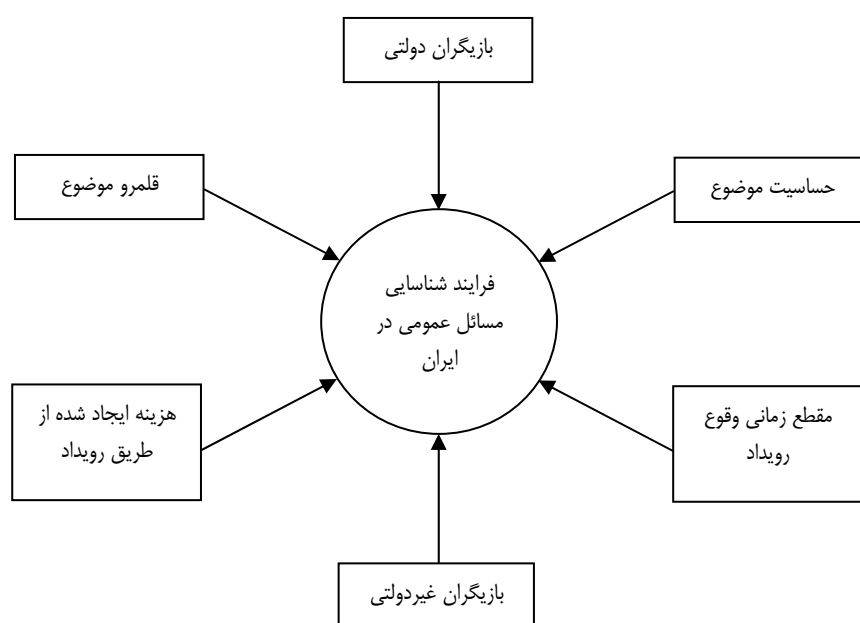 بازیگران دولتی
حساسیت موضوع
قلمرو موضوع
فرایند شناسایی
مسائل عمومی در
ایران
مقطع زمانی وقوع
رویداد
هزینه ایجاد شده از
طریق رویداد
بازیگران غیردولتی